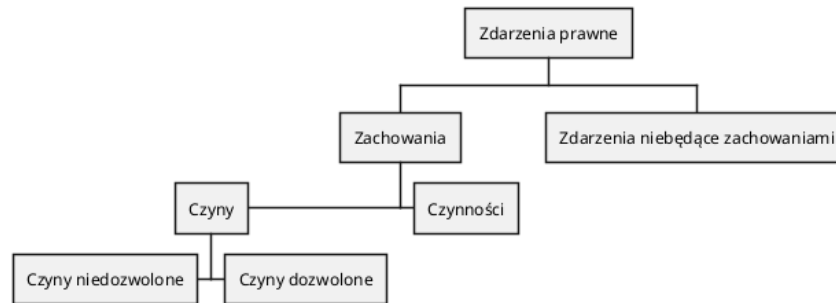 Zdarzenia prawne
Zachowania
Zdarzenia niebędące zachowaniami
Czyny
Czynności
Czyny niedozwolone
Czyny dozwolone